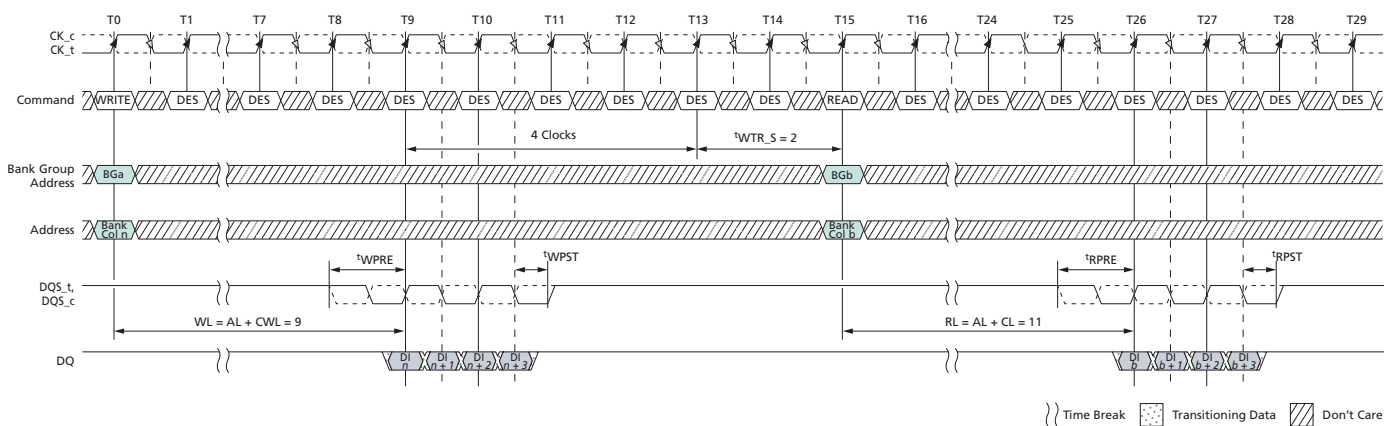 T0 T1 T7 T8 T9 T10 T11 T12 T13 T14 T15 T16 T24 T25 T26 T27 T28 T29
CK_c
CK_t
Command WRITE DES DES DES DES DES DES DES DES DES READ DES DES DES DES DES DES DES
4 Clocks tWTR_S = 2
Bank Group
Address BGa BGb
Address Bank
Col n Bank
Col b
tWPRE tWPST tRPRE tRPST
DQS_t,
DQS_c
WL = AL + CWL = 9 RL = AL + CL = 11
DQ DI
n DI
n + 1 DI
n + 2 DI
n + 3 DI
b DI
b + 1 DI
b + 2 DI
b + 3
Time Break Transitioning Data Don't Care